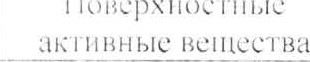 Поверхностные
активные вещества